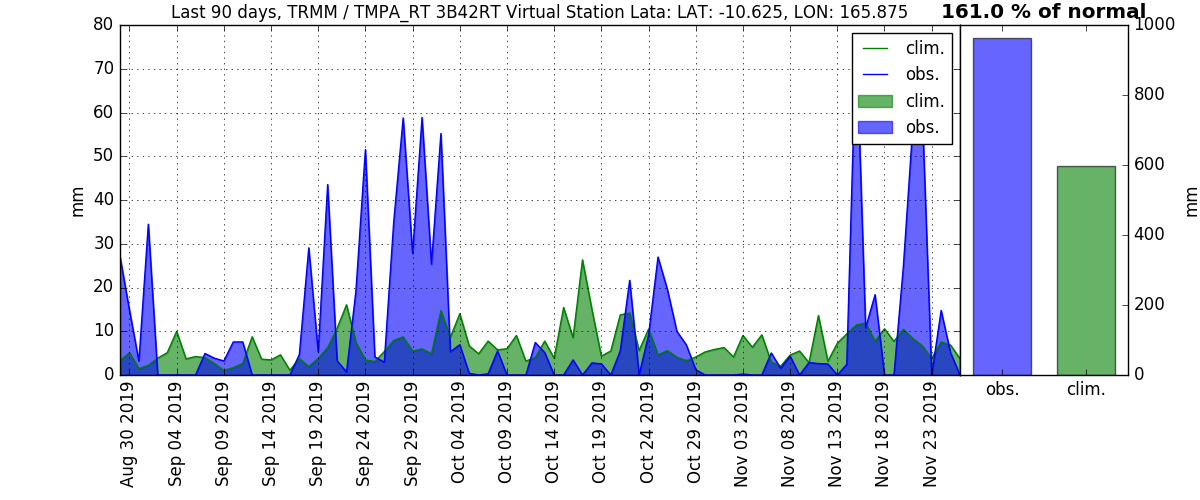 Last 90 days, TRMM / TMPA_RT 3B42RT Virtual Station Lata: LAT: -10.625, LON: 165.875
161.0 % of normal
80
70
60
50
40
30
20
10
0
mm
clim.
obs.
clim.
obs.
Aug 30 2019
Sep 04 2019
Sep 09 2019
Sep 14 2019
Sep 19 2019
Sep 24 2019
Sep 29 2019
Oct 04 2019
Oct 09 2019
Oct 14 2019
Oct 19 2019
Oct 24 2019
Oct 29 2019
Nov 03 2019
Nov 08 2019
Nov 13 2019
Nov 18 2019
Nov 23 2019
1000
800
600
400
200
0
mm
obs.
clim.